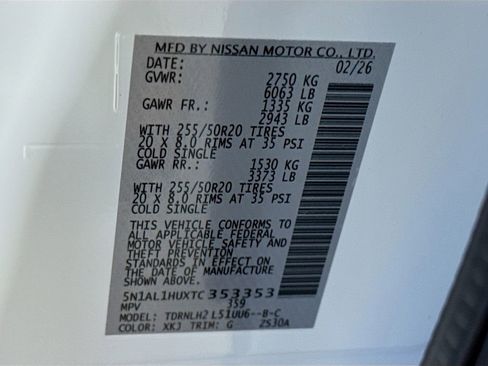 MFD BY NISSAN MOTOR CO., LTD.
DATE: 02/26
GVWR: 2750 KG
6063 LB
GAWR FR.: 1335 KG
2943 LB
WITH 255/50R20 TIRES
20 X 8.0 RIMS AT 35 PSI
COLD SINGLE
GAWR RR.: 1530 KG
3373 LB
WITH 255/50R20 TIRES
20 X 8.0 RIMS AT 35 PSI
COLD SINGLE
THIS VEHICLE CONFORMS TO
ALL APPLICABLE FEDERAL
MOTOR VEHICLE SAFETY AND
THEFT PREVENTION
STANDARDS IN EFFECT ON
THE DATE OF MANUFACTURE
SHOWN ABOVE.
5N1AL1HUXTC353353
MPV 359
MODEL: TDRNLH2 L51UU6--B-C
COLOR: XKJ TRIM: G 2S30A